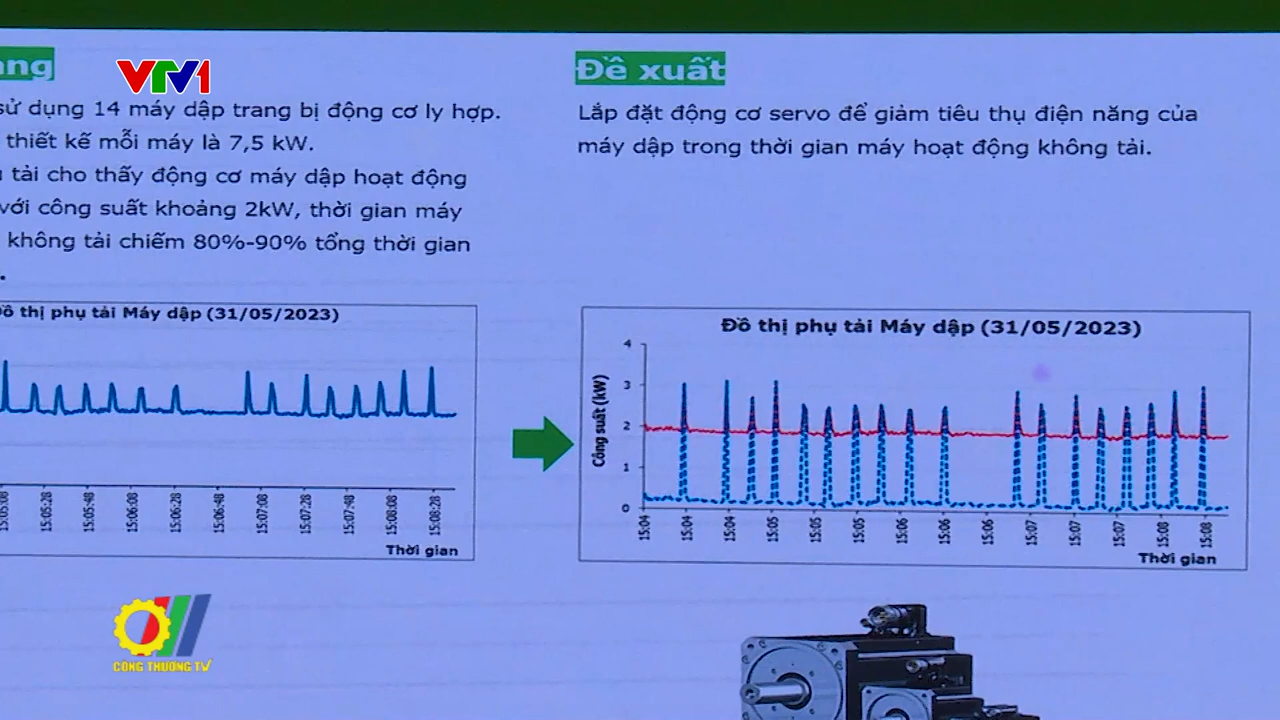 ang
VTV1
sử dụng 14 máy dập trang bị động cơ ly hợp.
thiết kế mỗi máy là 7,5 kW.
tải cho thấy động cơ máy dập hoạt động
với công suất khoảng 2kW, thời gian máy
không tải chiếm 80%-90% tổng thời gian
Đồ thị phụ tải Máy dập (31/05/2023)
15:05:08
15:05:28
15:05:48
15:06:08
15:06:28
15:06:48
15:07:08
15:07:28
15:07:48
15:08:08
15:08:28
Thời gian
Đề xuất
Lắp đặt động cơ servo để giảm tiêu thụ điện năng của
máy dập trong thời gian máy hoạt động không tải.
Đồ thị phụ tải Máy dập (31/05/2023)
Công suất (kW)
4
3
2
1
0
15:04
15:04
15:04
15:05
15:05
15:05
15:06
15:06
15:06
15:07
15:07
15:07
15:08
15:08
Thời gian
CÔNG THƯƠNG TV